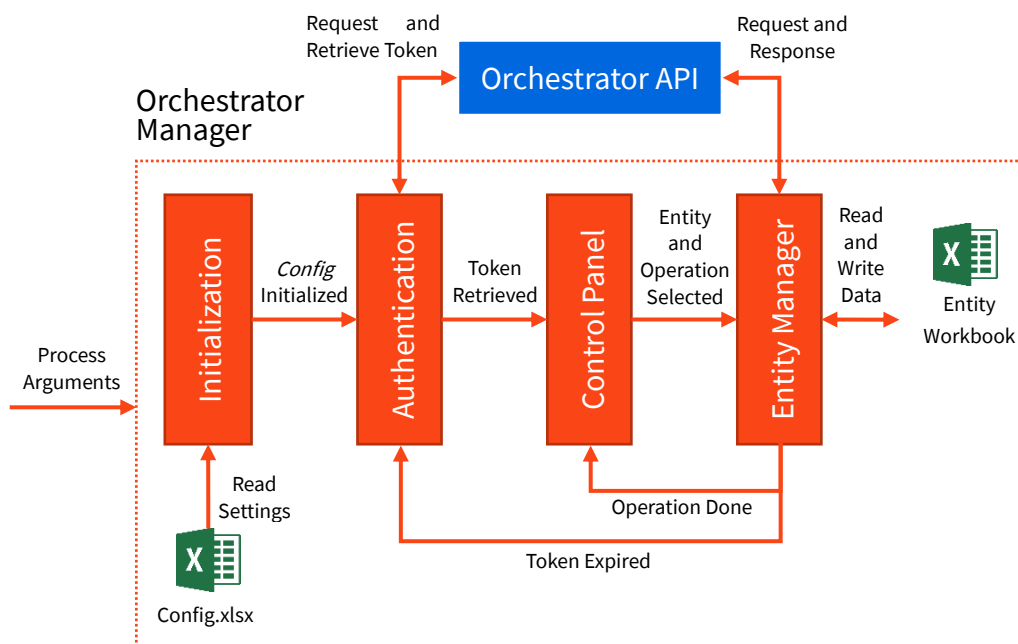 Request and
Retrieve Token
Request and
Response
Orchestrator API
Orchestrator
Manager
Initialization
Config
Initialized
Authentication
Token
Retrieved
Control Panel
Entity
and
Operation
Selected
Entity Manager
Read
and
Write
Data
X
Entity
Workbook
Process
Arguments
Read
Settings
Operation Done
X
Token Expired
Config.xlsx